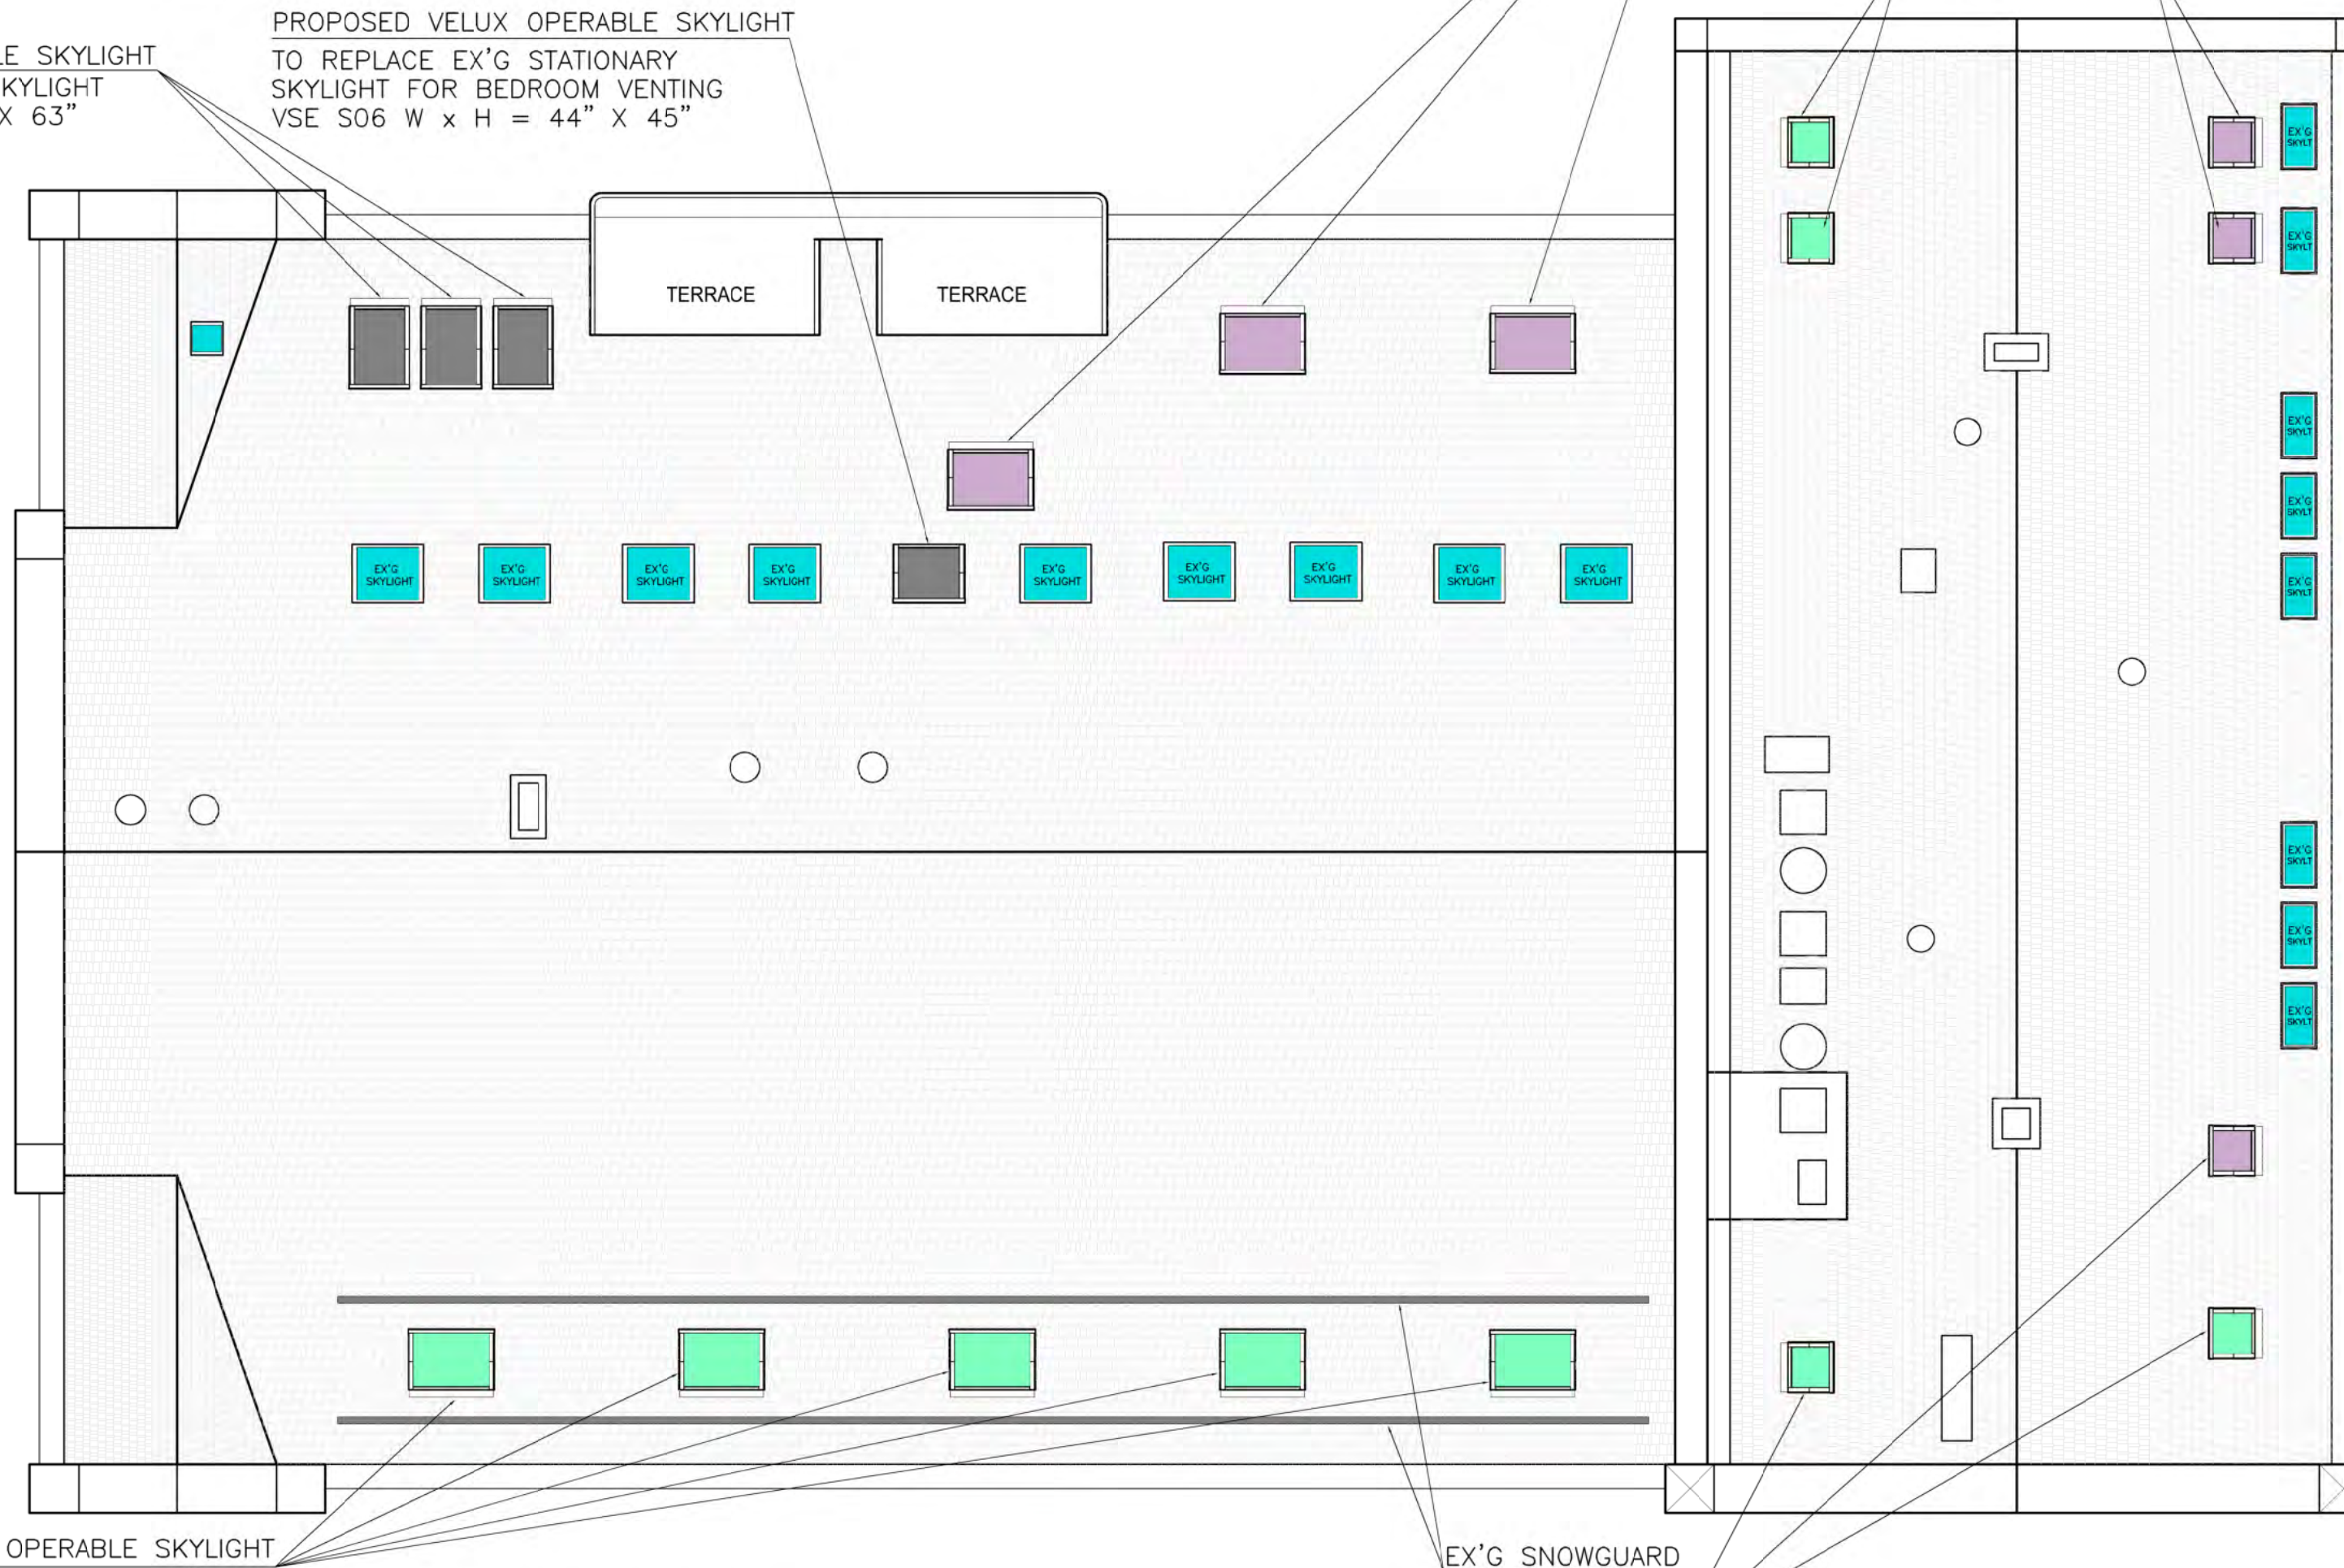 PROPOSED VELUX OPERABLE SKYLIGHT
TO REPLACE EX'G STATIONARY
SKYLIGHT FOR BEDROOM VENTING
VSE S06 W x H = 44" X 45"
LE SKYLIGHT
KYLIGHT
X 63"
TERRACE
TERRACE
EX'G
SKYLT
EX'G
SKYLT
EX'G
SKYLT
EX'G
SKYLT
EX'G
SKYLT
EX'G
SKYLIGHT
EX'G
SKYLIGHT
EX'G
SKYLIGHT
EX'G
SKYLIGHT
EX'G
SKYLIGHT
EX'G
SKYLIGHT
EX'G
SKYLIGHT
EX'G
SKYLIGHT
EX'G
SKYLIGHT
EX'G
SKYLT
EX'G
SKYLT
EX'G
SKYLT
OPERABLE SKYLIGHT
EX'G SNOWGUARD